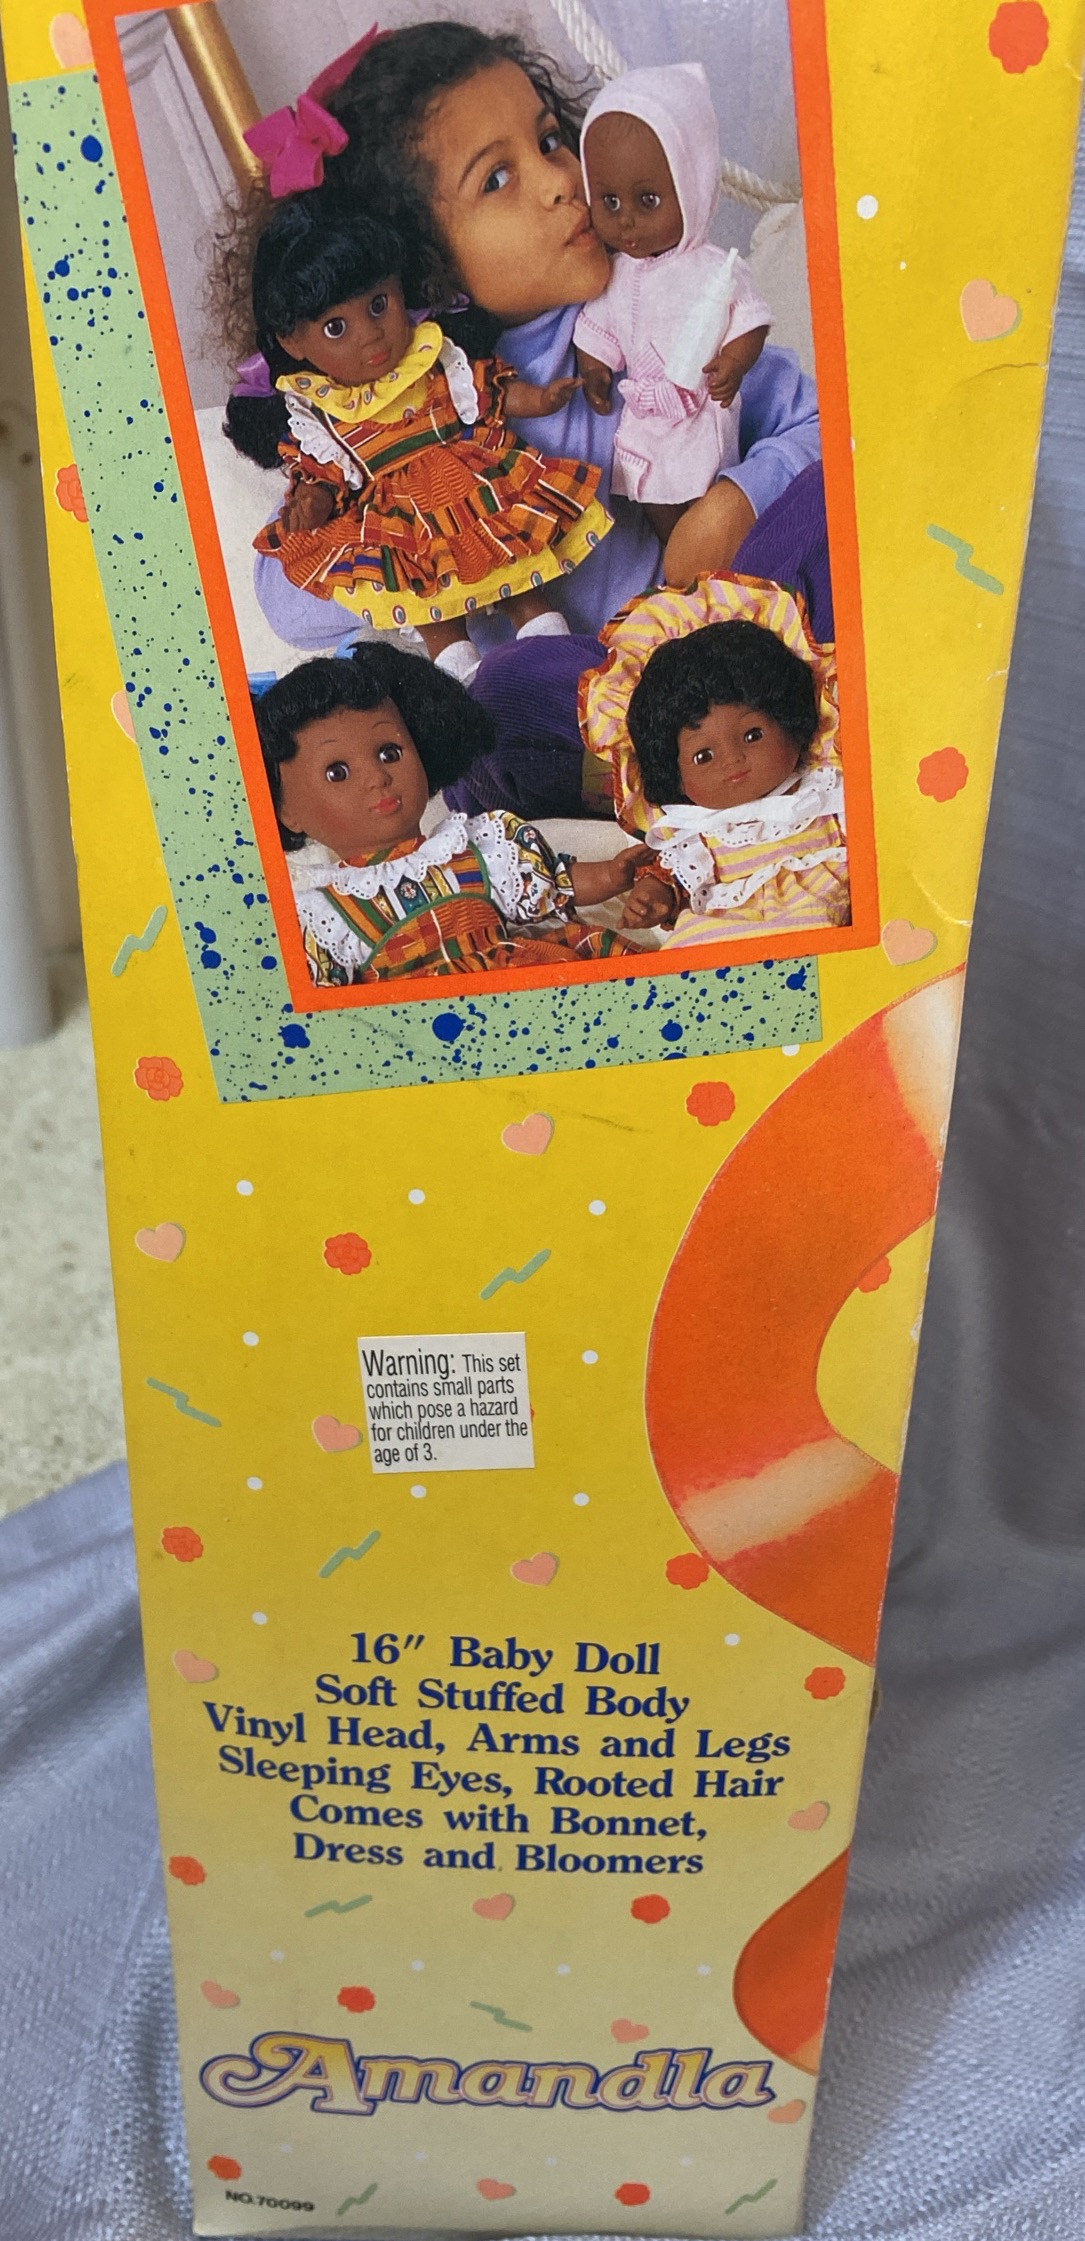 Warning: This set
contains small parts
which pose a hazard
for children under the
age of 3.
16" Baby Doll
Soft Stuffed Body
Vinyl Head, Arms and Legs
Sleeping Eyes, Rooted Hair
Comes with Bonnet,
Dress and Bloomers
Amandla
NO.70099